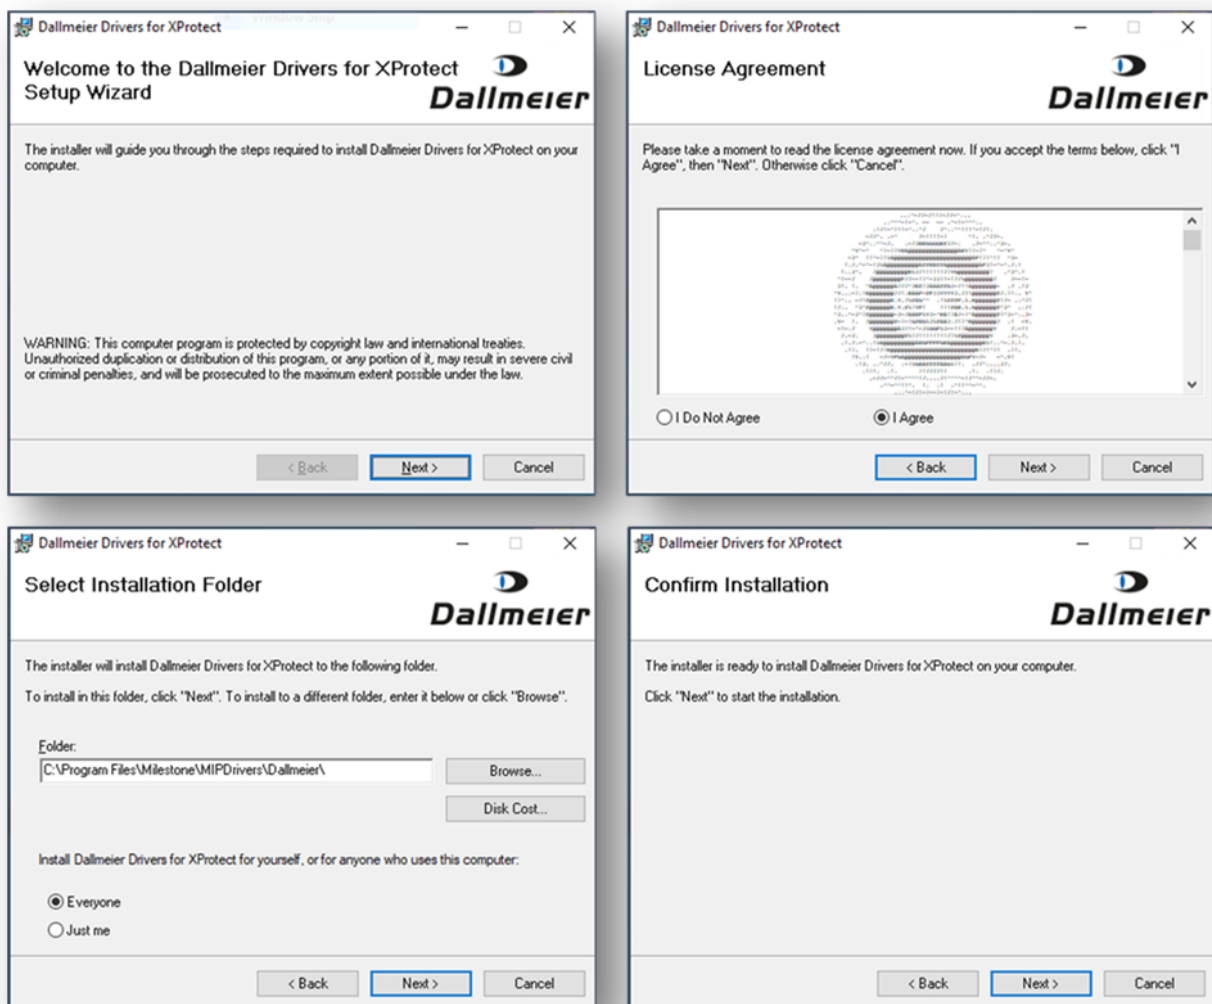 Dallmeier Drivers for XProtect
Welcome to the Dallmeier Drivers for XProtect
Setup Wizard
Dallmeier
The installer will guide you through the steps required to install Dallmeier Drivers for XProtect on your
computer.
WARNING: This computer program is protected by copyright law and international treaties.
Unauthorized duplication or distribution of this program, or any portion of it, may result in severe civil
or criminal penalties, and will be prosecuted to the maximum extent possible under the law.
< Back
Next >
Cancel
Dallmeier Drivers for XProtect
License Agreement
Dallmeier
Please take a moment to read the license agreement now. If you accept the terms below, click "I
Agree", then "Next". Otherwise click "Cancel".
I Do Not Agree
I Agree
< Back
Next >
Cancel
Dallmeier Drivers for XProtect
Select Installation Folder
Dallmeier
The installer will install Dallmeier Drivers for XProtect to the following folder.
To install in this folder, click "Next". To install to a different folder, enter it below or click "Browse".
Folder:
C:\Program Files\Milestone\MIPDrivers\Dallmeier\
Browse...
Disk Cost...
Install Dallmeier Drivers for XProtect for yourself, or for anyone who uses this computer:
Everyone
Just me
< Back
Next >
Cancel
Dallmeier Drivers for XProtect
Confirm Installation
Dallmeier
The installer is ready to install Dallmeier Drivers for XProtect on your computer.
Click "Next" to start the installation.
< Back
Next >
Cancel